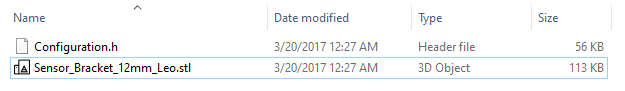 Name Date modified Type Size
Configuration.h 3/20/2017 12:27 AM Header file 56 KB
Sensor_Bracket_12mm_Leo.stl 3/20/2017 12:27 AM 3D Object 113 KB